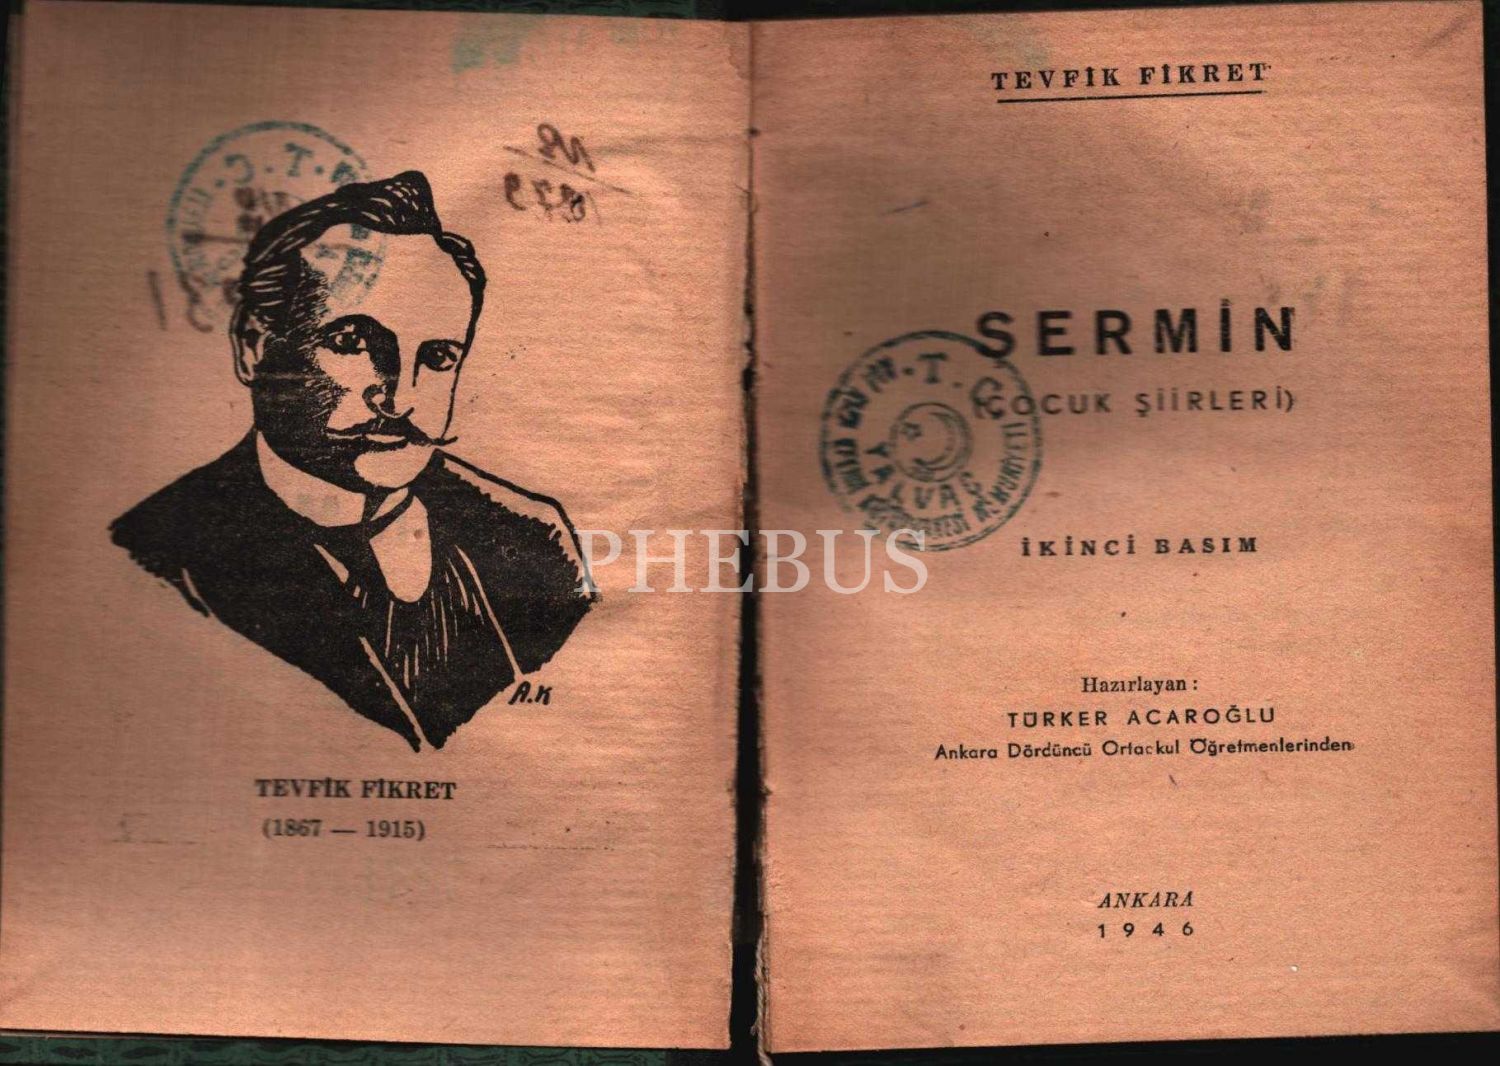 A.K
TEVFİK FİKRET
(1867 — 1915)
TEVFİK FİKRET
ŞERMİN
(ÇOCUK ŞİİRLERİ)
M.T.C.
YALVAÇ
İKİNCİ BASIM
PHEBUS
Hazırlayan :
TÜRKER ACAROĞLU
Ankara Dördüncü Ortaokul Öğretmenlerinden
ANKARA
1946